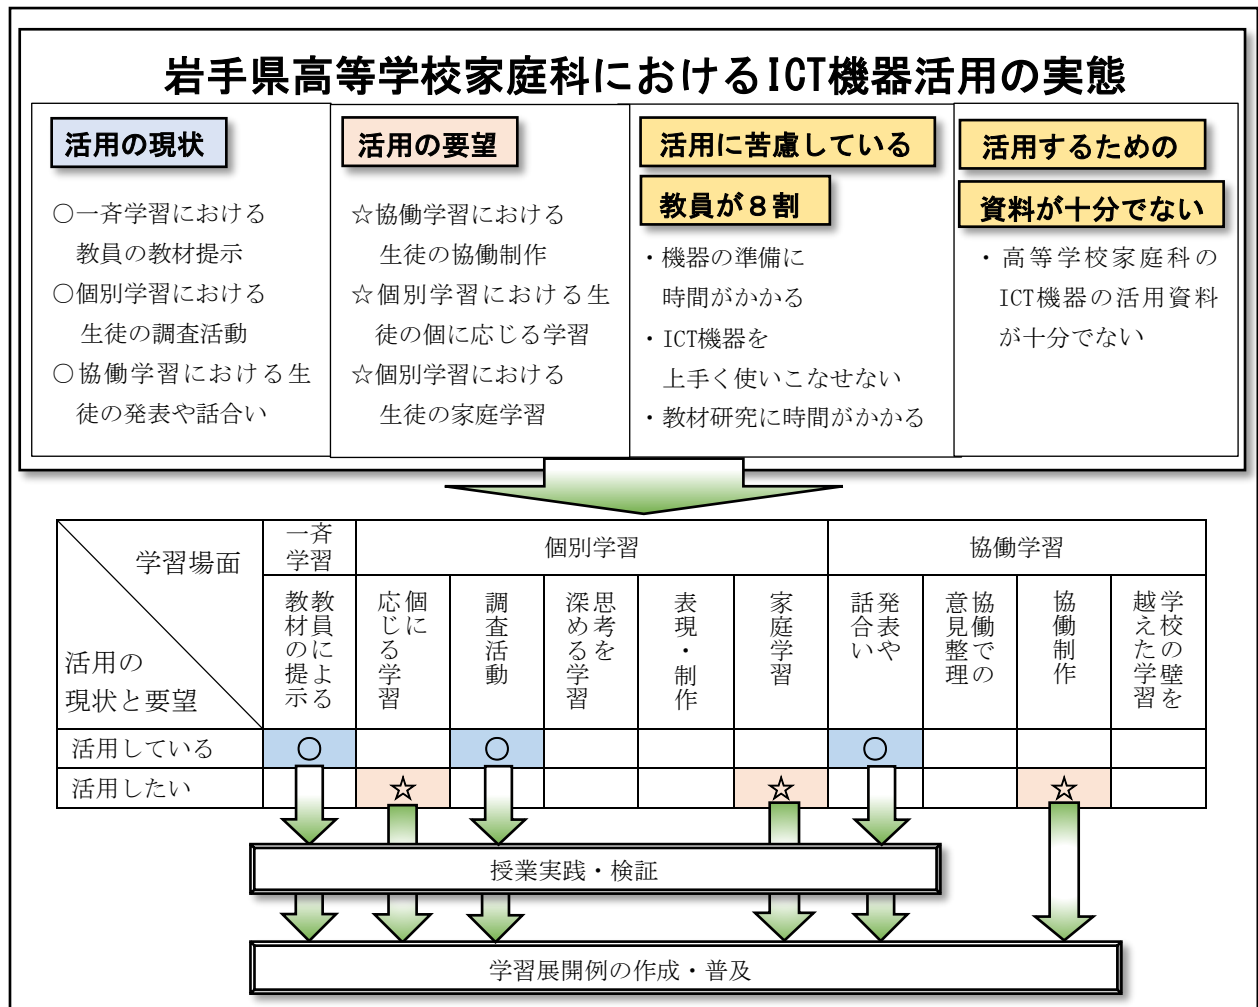 岩手県高等学校家庭科におけるICT機器活用の実態
活用の現状
○一斉学習における
教員の教材提示
○個別学習における
生徒の調査活動
○協働学習における生
徒の発表や話合い
活用の要望
☆協働学習における
生徒の協働制作
☆個別学習における生
徒の個に応じる学習
☆個別学習における
生徒の家庭学習
活用に苦慮している
教員が8割
・機器の準備に
時間がかかる
・ICT機器を
上手く使いこなせない
・教材研究に時間がかかる
活用するための
資料が十分でない
・高等学校家庭科の
ICT機器の活用資料
が十分でない
学習場面
活用の
現状と要望
一斉
学習
個別学習
協働学習
教員による
教材の提示
個に
応じる学習
調査活動
思考を
深める学習
表現・制作
家庭学習
発表や
話合い
協働での
意見整理
協働制作
学校の壁を
越えた学習
活用している
○
○
○
活用したい
☆
☆
☆
授業実践・検証
学習展開例の作成・普及